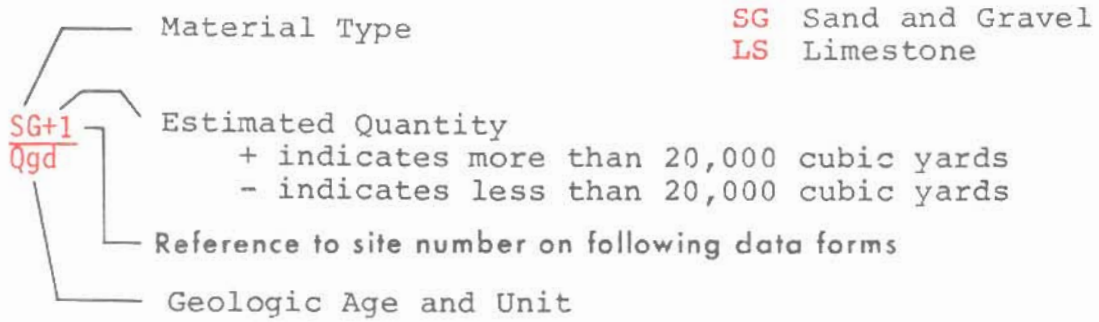 Material Type
SG Sand and Gravel
LS Limestone
SG+1
Qgd
Estimated Quantity
+ indicates more than 20,000 cubic yards
- indicates less than 20,000 cubic yards
Reference to site number on following data forms
Geologic Age and Unit